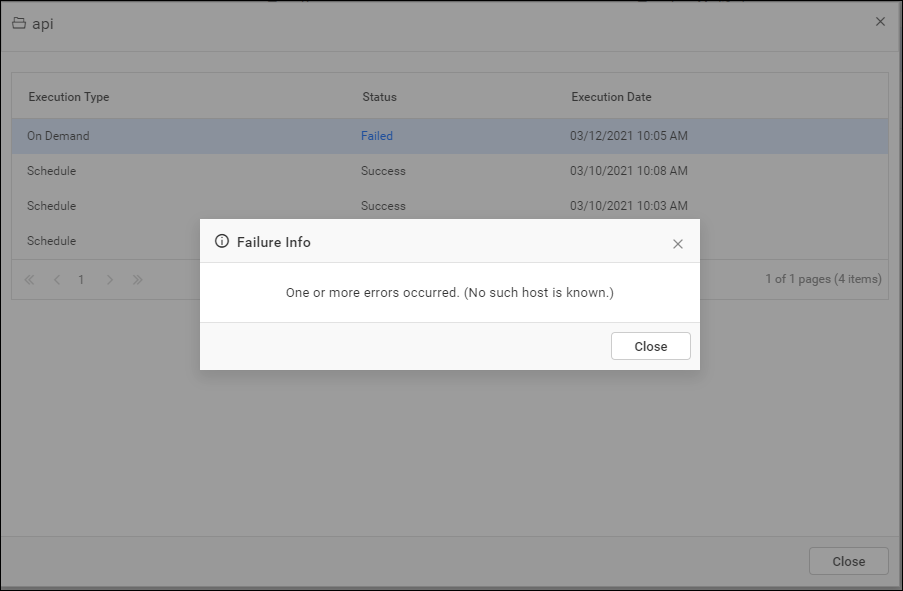 api
Execution Type Status Execution Date
On Demand Failed 03/12/2021 10:05 AM
Schedule Success 03/10/2021 10:08 AM
Schedule Success 03/10/2021 10:03 AM
Schedule
1
1 of 1 pages (4 items)
Failure Info
One or more errors occurred. (No such host is known.)
Close
Close